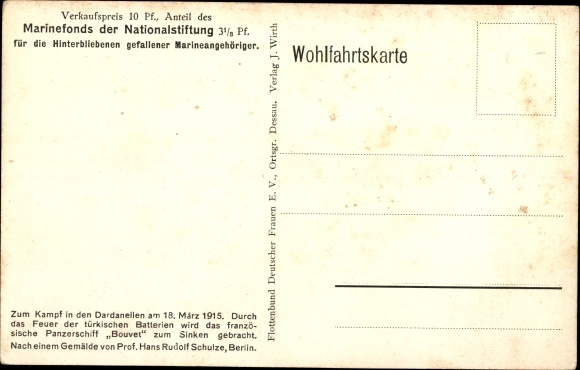 Verkaufspreis 10 Pf., Anteil des
Marinefonds der Nationalstiftung 3¹/₈ Pf.
für die Hinterbliebenen gefallener Marineangehöriger.
Zum Kampf in den Dardanellen am 18. März 1915. Durch
das Feuer der türkischen Batterien wird das franzö-
sische Panzerschiff „Bouvet" zum Sinken gebracht.
Nach einem Gemälde von Prof. Hans Rudolf Schulze, Berlin.
Flottenbund Deutscher Frauen E. V., Ortsgr. Dessau. Verlag J. Wirth
Wohlfahrtskarte